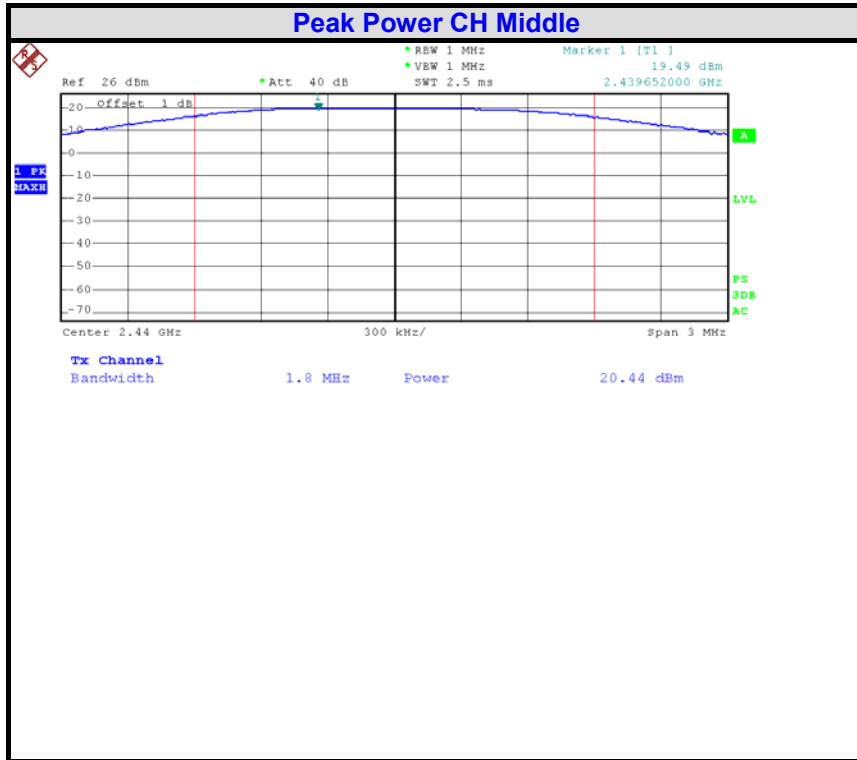 Peak Power CH Middle
R S
* RBW 1 MHz Marker 1 [T1 ]
* VBW 1 MHz 19.49 dBm
Ref 26 dBm * Att 40 dB SWT 2.5 ms 2.439652000 GHz
20 Offset 1 dB
1
10
A
0
1 PK
MAXH
-10
-20
LVL
-30
-40
-50
PS
-60
3DB
-70
AC
Center 2.44 GHz 300 kHz/ Span 3 MHz
Tx Channel
Bandwidth 1.8 MHz Power 20.44 dBm